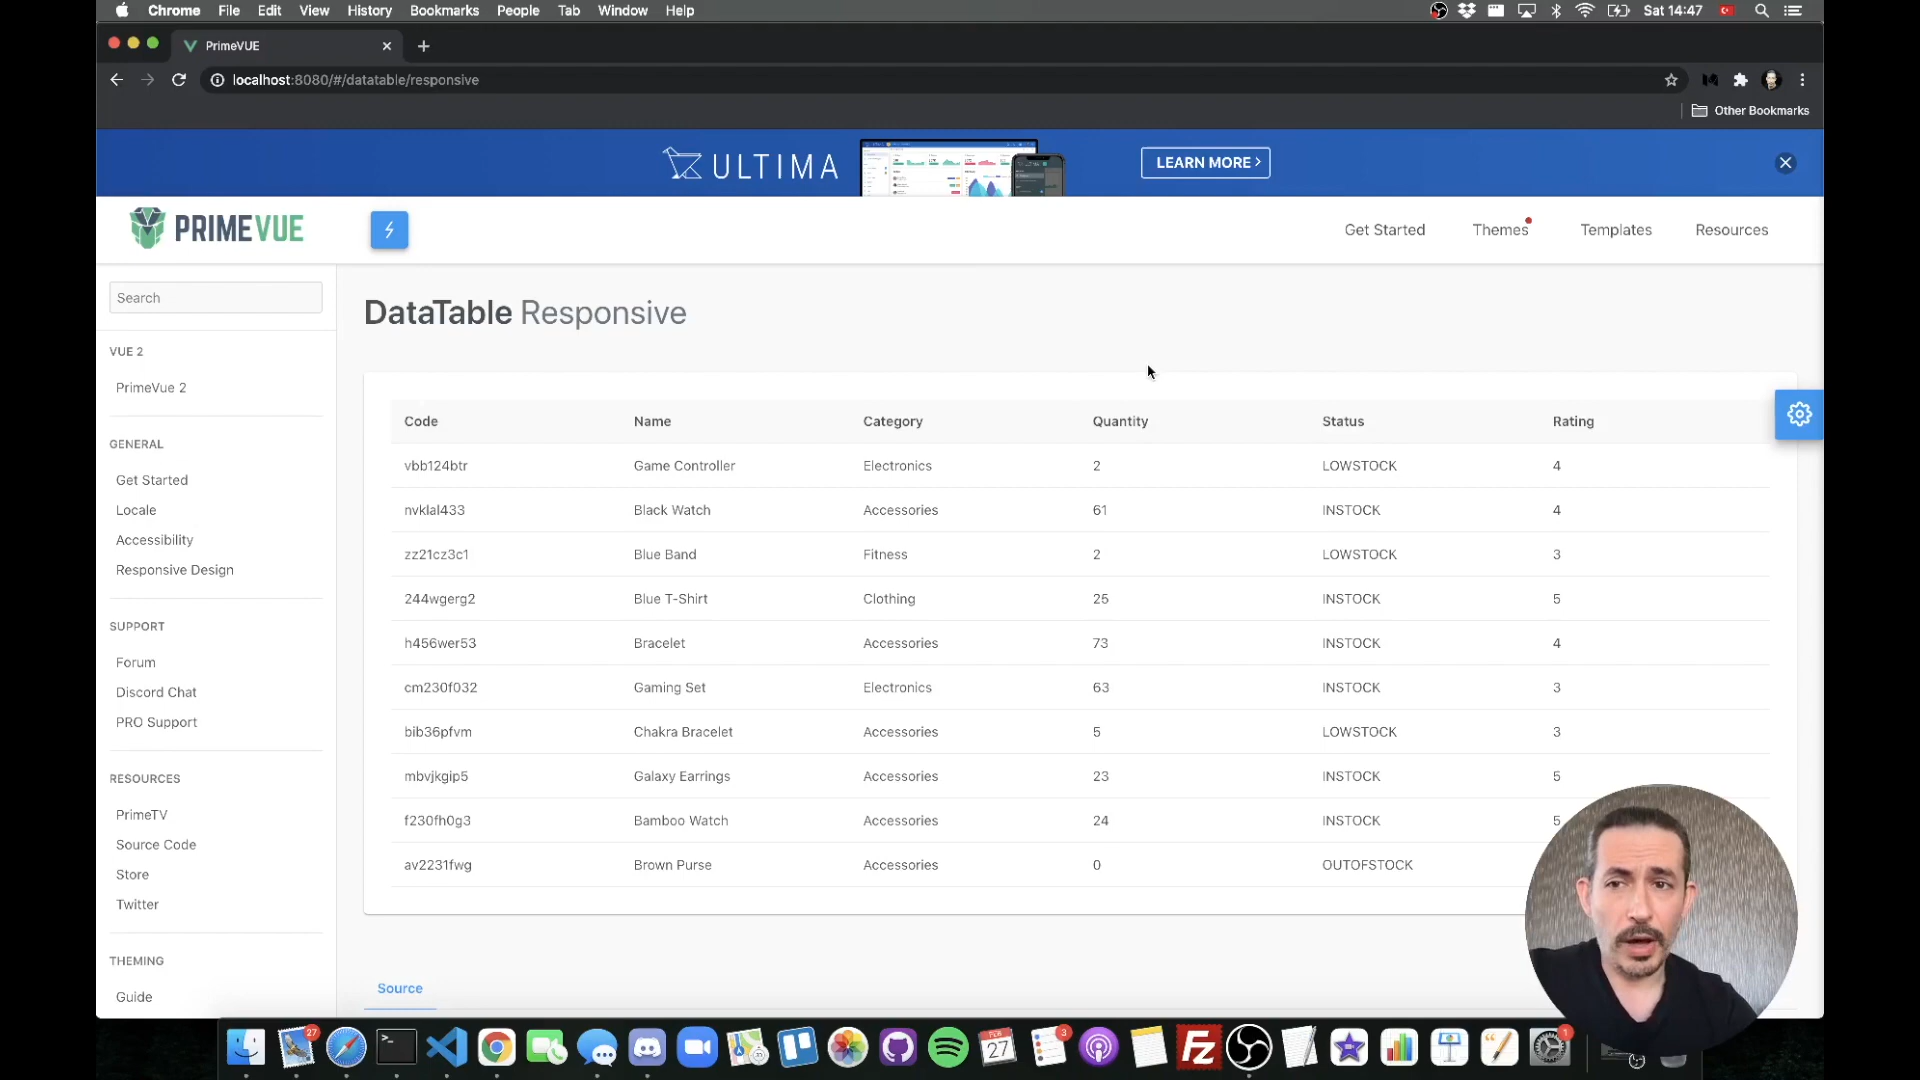 Chrome File Edit View History Bookmarks People Tab Window Help
Sat 14:47
PrimeVUE
localhost:8080/#/datatable/responsive
Other Bookmarks
ULTIMA
LEARN MORE
PRIMEVUE
Get Started Themes Templates Resources
Search
VUE 2
PrimeVue 2
GENERAL
Get Started
Locale
Accessibility
Responsive Design
SUPPORT
Forum
Discord Chat
PRO Support
RESOURCES
PrimeTV
Source Code
Store
Twitter
THEMING
Guide
DataTable Responsive
Code Name Category Quantity Status Rating
vbb124btr Game Controller Electronics 2 LOWSTOCK 4
nvklal433 Black Watch Accessories 61 INSTOCK 4
zz21cz3c1 Blue Band Fitness 2 LOWSTOCK 3
244wgerg2 Blue T-Shirt Clothing 25 INSTOCK 5
h456wer53 Bracelet Accessories 73 INSTOCK 4
cm230f032 Gaming Set Electronics 63 INSTOCK 3
bib36pfvm Chakra Bracelet Accessories 5 LOWSTOCK 3
mbvjkgip5 Galaxy Earrings Accessories 23 INSTOCK 5
f230fh0g3 Bamboo Watch Accessories 24 INSTOCK 5
av2231fwg Brown Purse Accessories 0 OUTOFSTOCK
Source
27
FEB
27
3
Fz
1